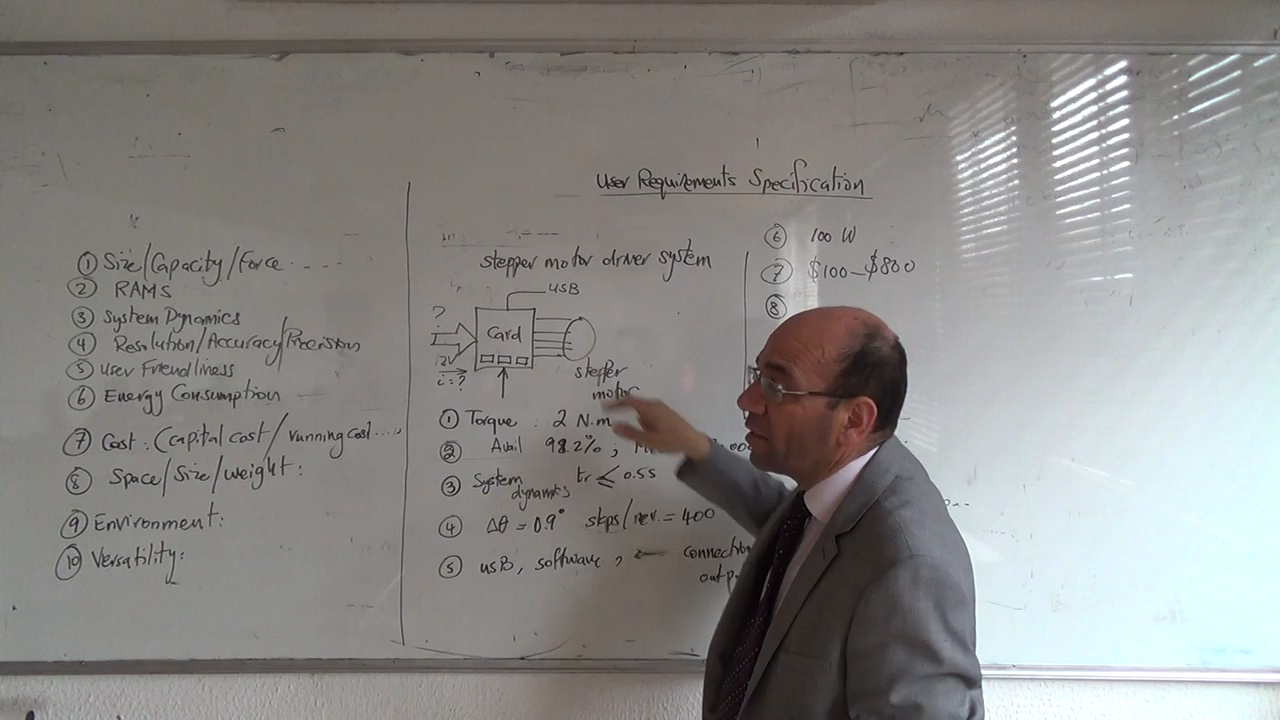 User Requirements Specification
① Size/Capacity/Force - - - -
② RAMS
③ System Dynamics
④ Resolution/Accuracy/Precision
⑤ User Friendliness
⑥ Energy Consumption
⑦ Cost: (capital cost/running cost....
⑧ Space/Size/weight:
⑨ Environment:
⑩ Versatility:
stepper motor driver system
USB
?
Card
12V
i=?
stepper
motor
① Torque : 2 N.m
② Avail 98.2% ;
③ System dynamics tr ≤ 0.5s
④ Δθ = 0.9° steps/rev. = 400
⑤ USB, software, ← connection
outp
⑥ 100 W
⑦ $100-$800
⑧